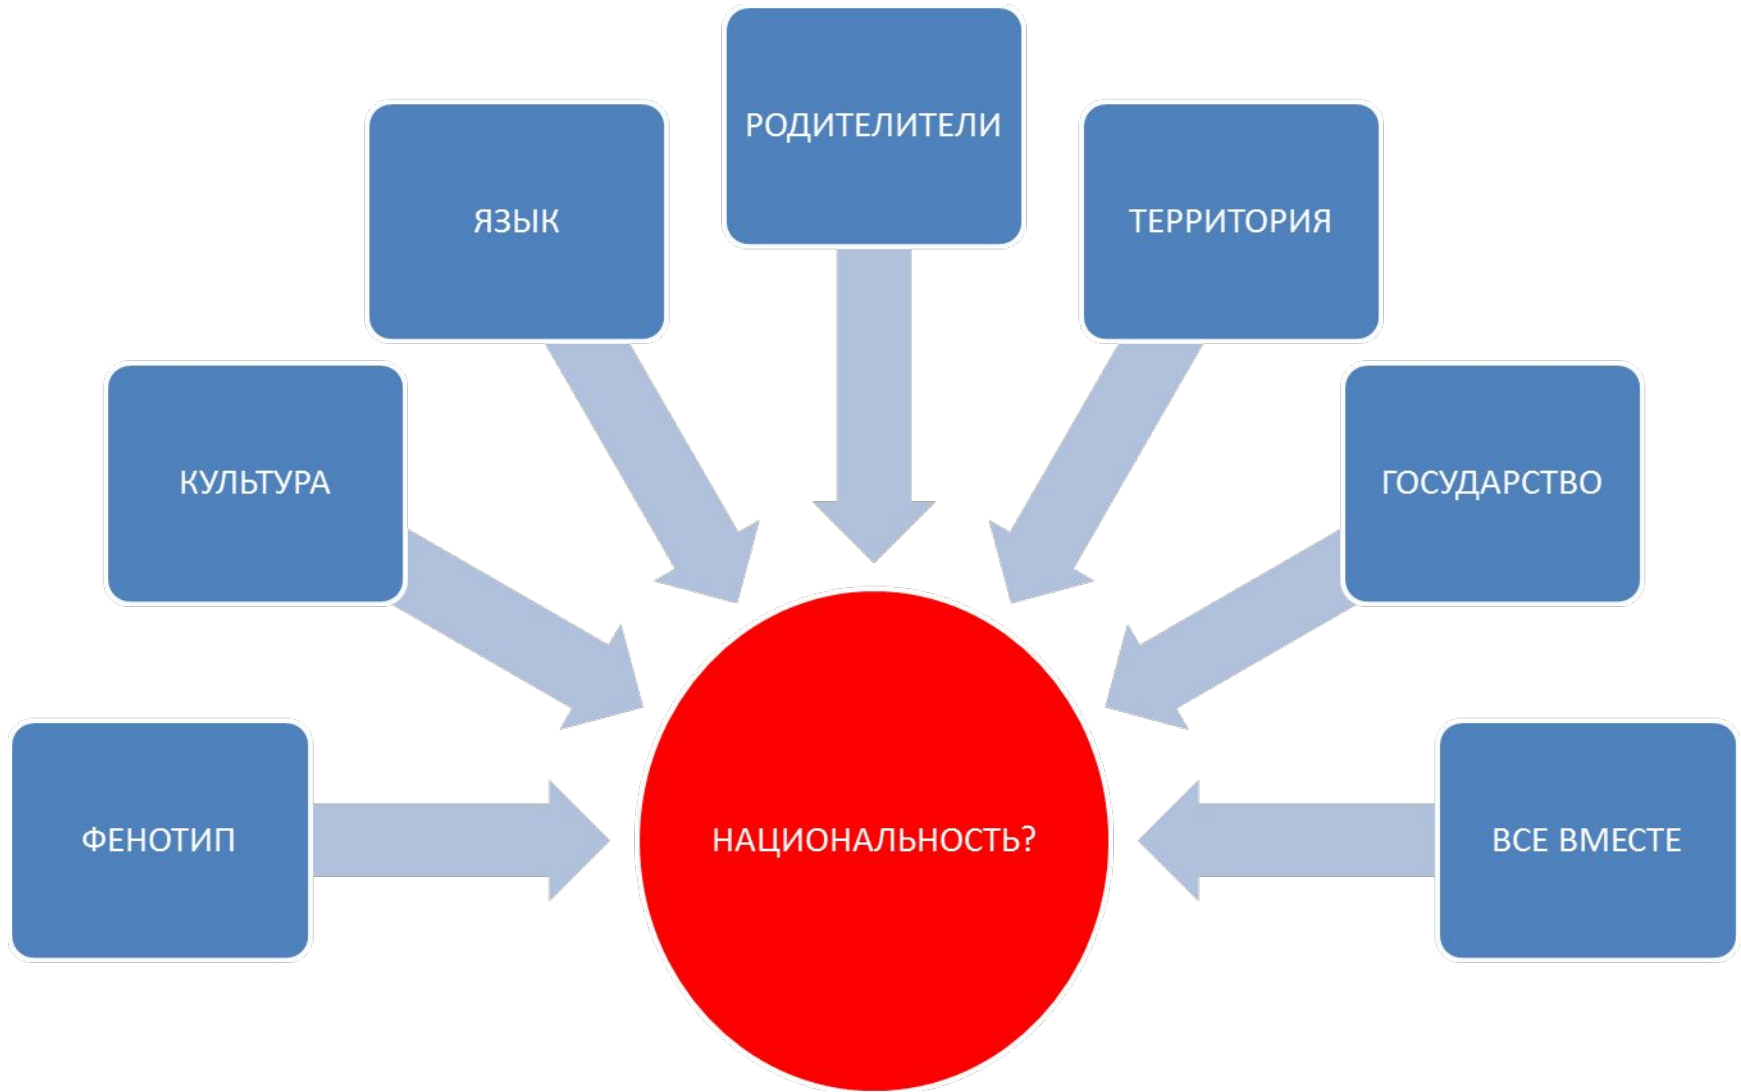 РОДИТЕЛИТЕЛИ
ЯЗЫК
ТЕРРИТОРИЯ
КУЛЬТУРА
ГОСУДАРСТВО
ФЕНОТИП
НАЦИОНАЛЬНОСТЬ?
ВСЕ ВМЕСТЕ